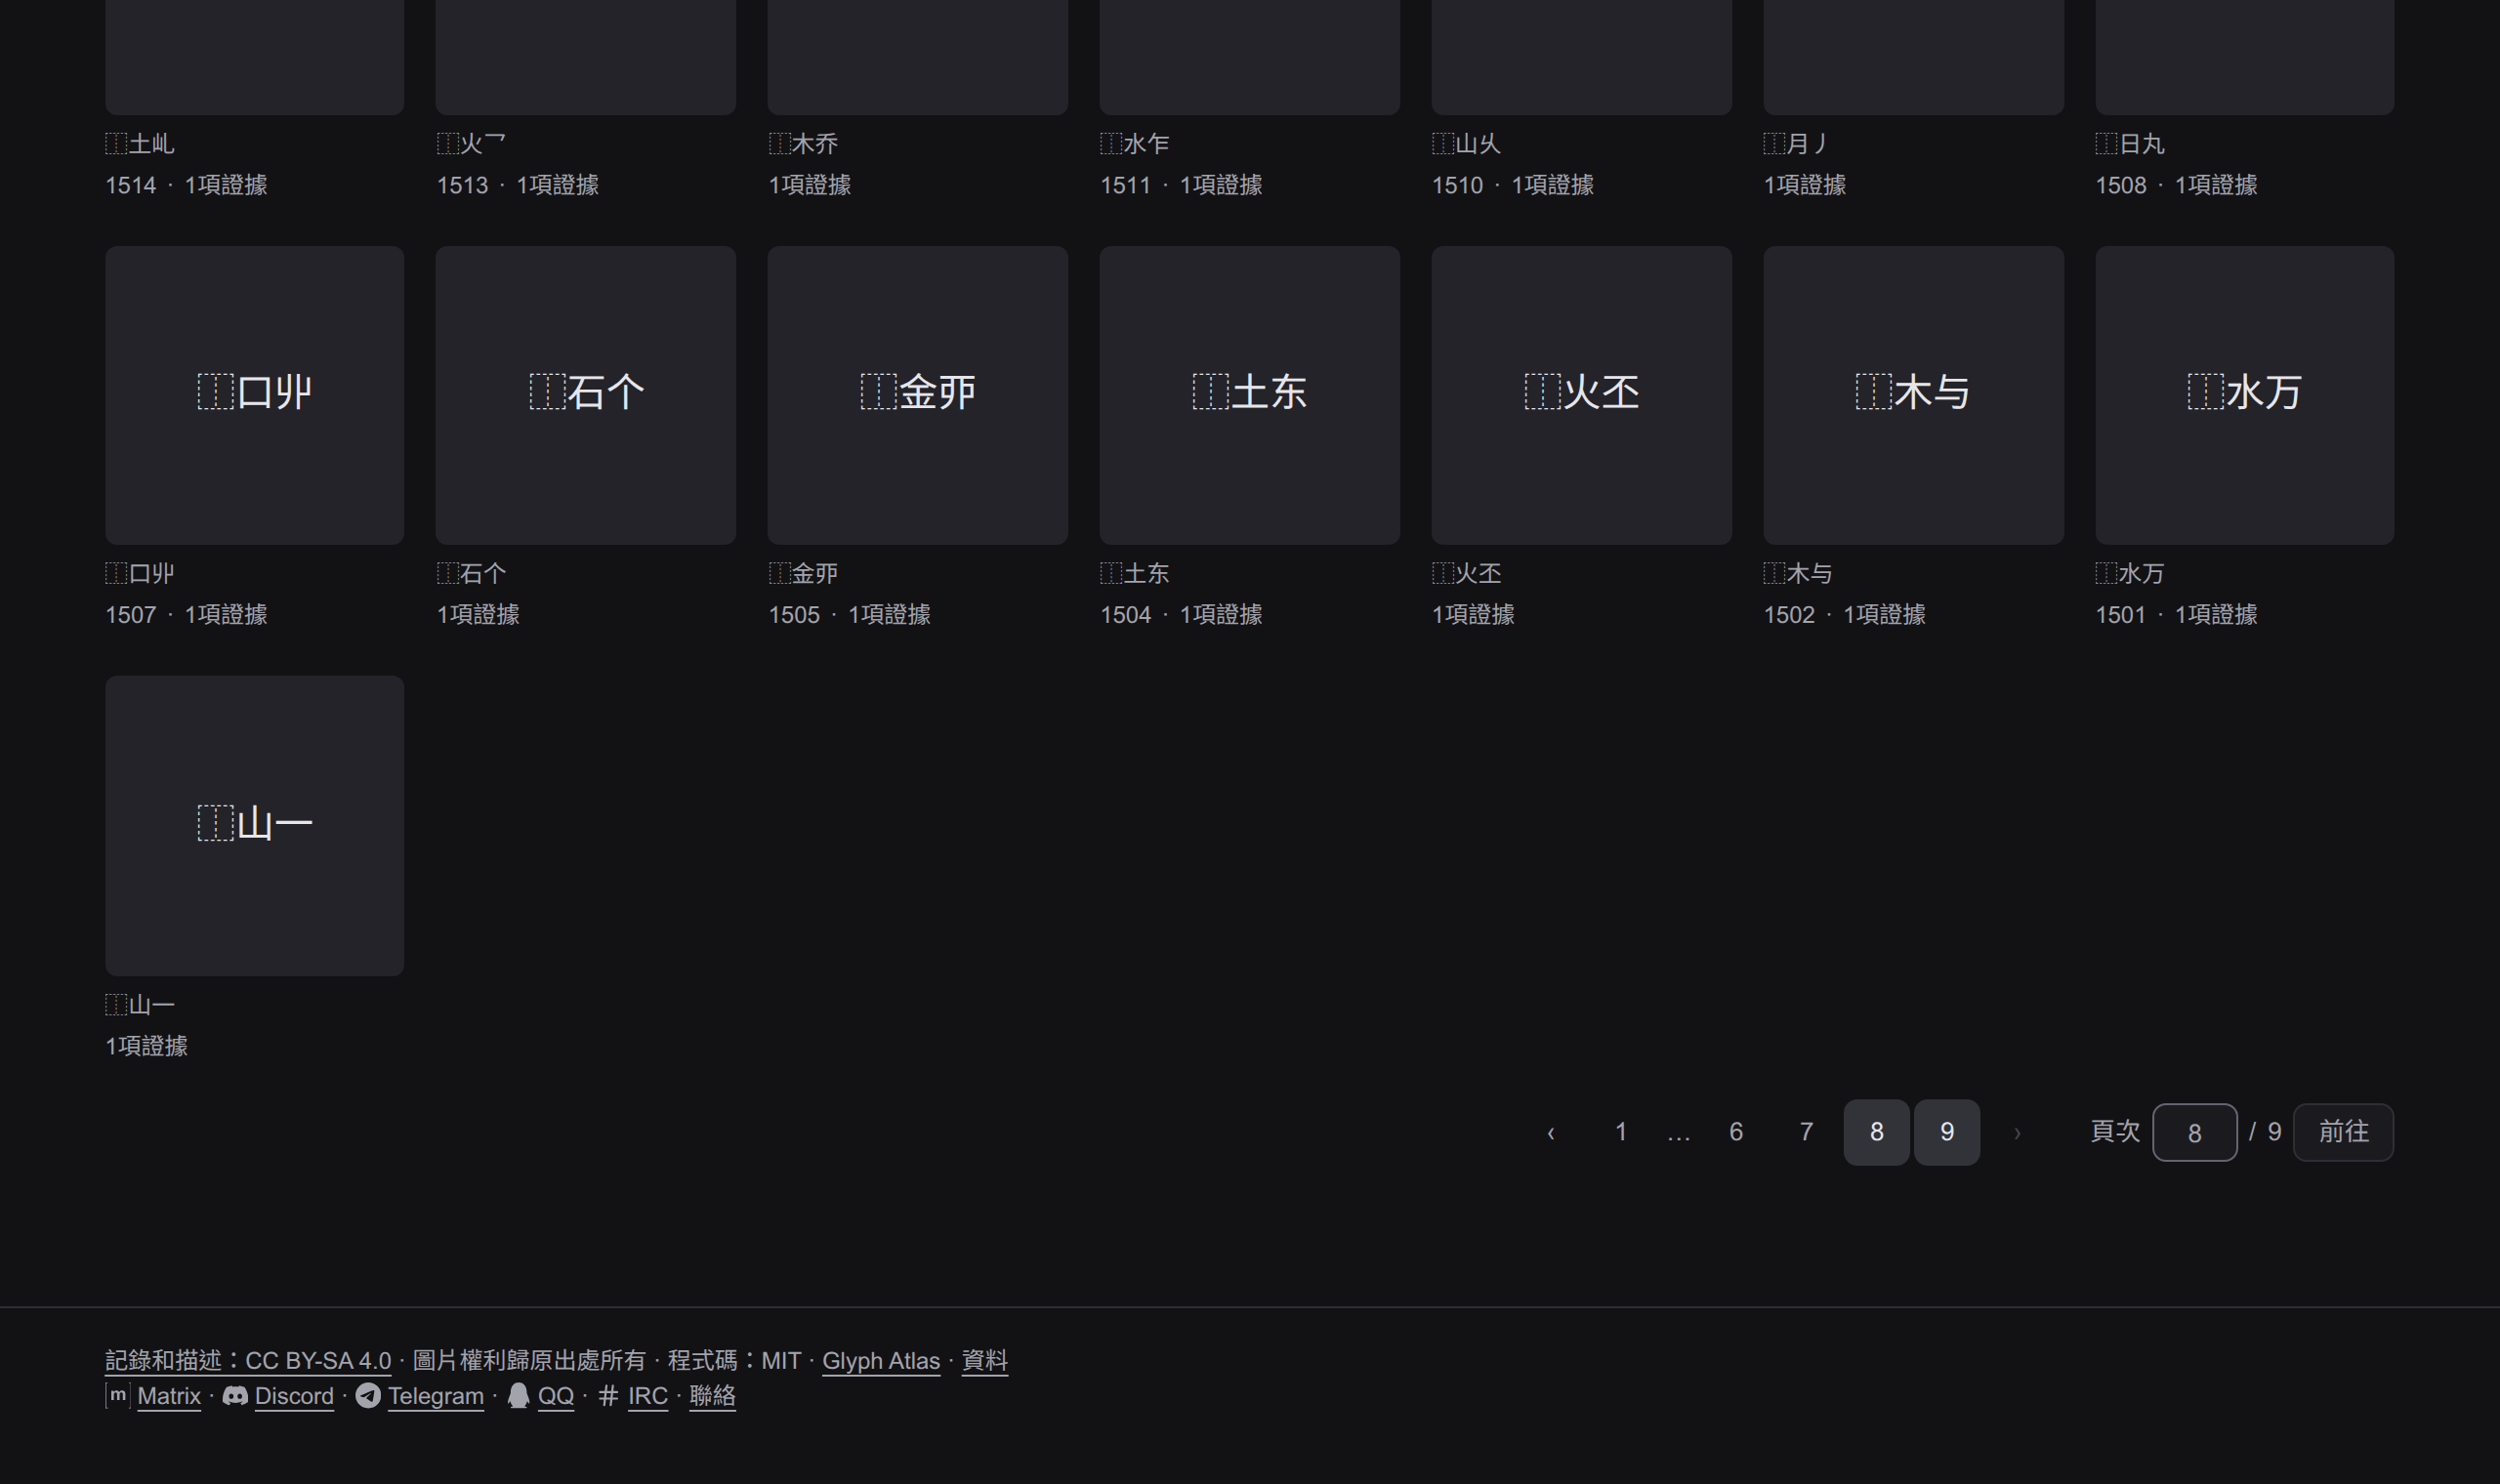 ⿰土乢 ⿰火乛 ⿰木乔 ⿰水乍 ⿰山乆 ⿰月丿 ⿰日丸
1514 · 1項證據 1513 · 1項證據 1項證據 1511 · 1項證據 1510 · 1項證據 1項證據 1508 · 1項證據
⿰口丱 ⿰石个 ⿰金丣 ⿰土东 ⿰火丕 ⿰木与 ⿰水万
⿰口丱 ⿰石个 ⿰金丣 ⿰土东 ⿰火丕 ⿰木与 ⿰水万
1507 · 1項證據 1項證據 1505 · 1項證據 1504 · 1項證據 1項證據 1502 · 1項證據 1501 · 1項證據
⿰山一
⿰山一
1項證據
‹ 1 … 6 7 8 9 › 頁次 8 / 9 前往
記錄和描述：CC BY-SA 4.0 · 圖片權利歸原出處所有 · 程式碼：MIT · Glyph Atlas · 資料
[m] Matrix · Discord · Telegram · QQ · # IRC · 聯絡